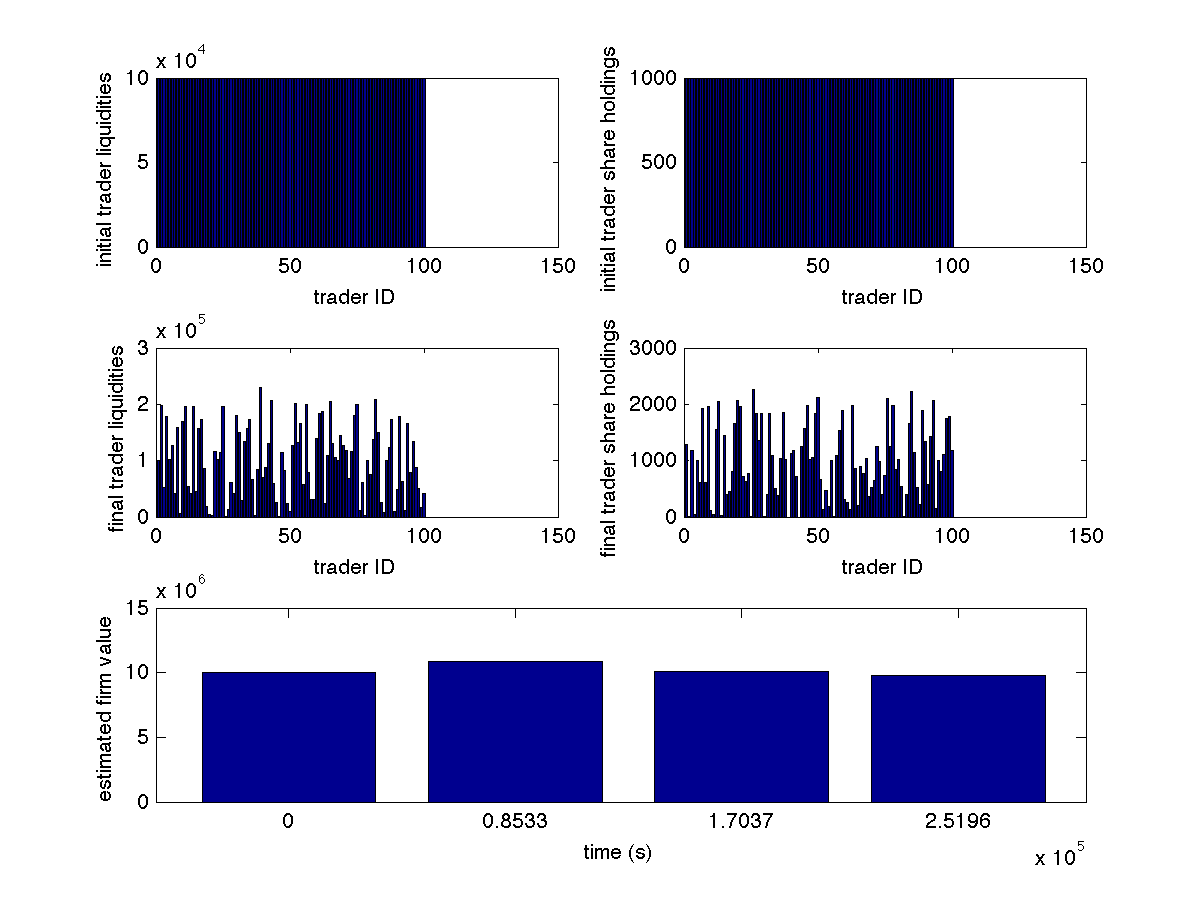 x 10^4
10
5
0
initial trader liquidities
0 50 100 150
trader ID
1000
500
0
initial trader share holdings
0 50 100 150
trader ID
x 10^5
3
2
1
0
final trader liquidities
0 50 100 150
trader ID
3000
2000
1000
0
final trader share holdings
0 50 100 150
trader ID
x 10^6
15
10
5
0
estimated firm value
0 0.8533 1.7037 2.5196
time (s)
x 10^5